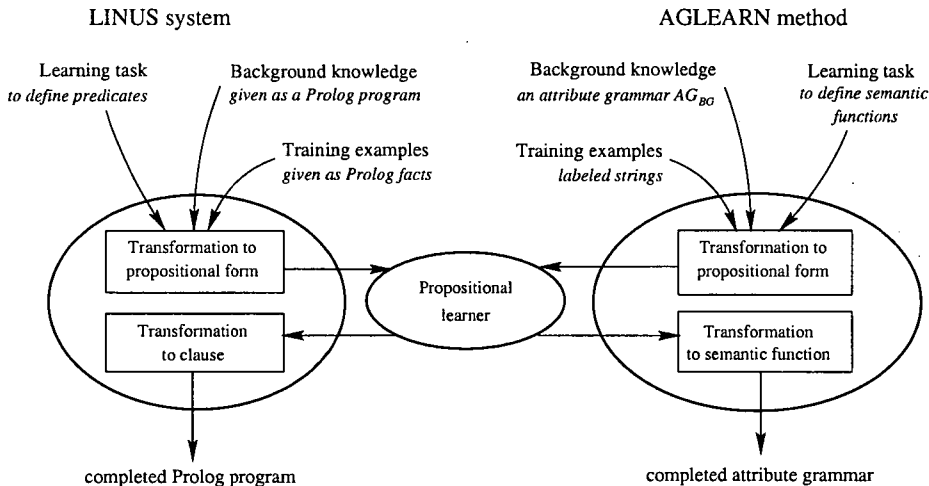 LINUS system
AGLEARN method
Learning task
to define predicates
Background knowledge
given as a Prolog program
Training examples
given as Prolog facts
Background knowledge
an attribute grammar AG_BG
Learning task
to define semantic
functions
Training examples
labeled strings
Transformation to
propositional form
Transformation
to clause
Propositional
learner
Transformation to
propositional form
Transformation
to semantic function
completed Prolog program
completed attribute grammar